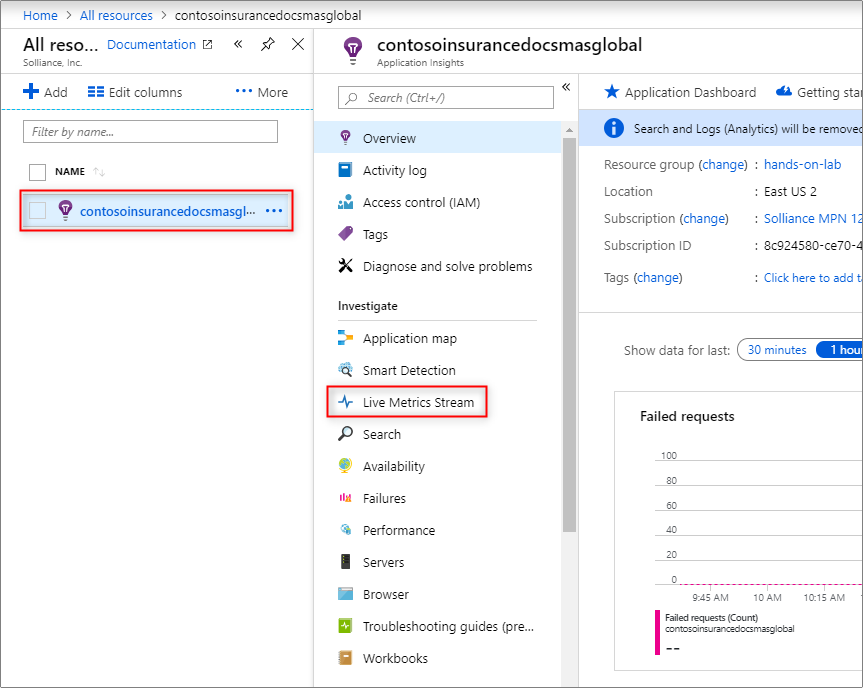 Home > All resources > contosoinsurancedocsmasglobal
All reso... Documentation
Solliance, Inc.
Add Edit columns ... More
Filter by name...
NAME
contosoinsurancedocsmasgl... ...
contosoinsurancedocsmasglobal
Application Insights
Search (Ctrl+/)
Overview
Activity log
Access control (IAM)
Tags
Diagnose and solve problems
Investigate
Application map
Smart Detection
Live Metrics Stream
Search
Availability
Failures
Performance
Servers
Browser
Troubleshooting guides (pre...
Workbooks
Application Dashboard Getting star
Search and Logs (Analytics) will be removed
Resource group (change) : hands-on-lab
Location : East US 2
Subscription (change) : Solliance MPN 12
Subscription ID : 8c924580-ce70-4
Tags (change) : Click here to add ta
Show data for last: 30 minutes 1 hour
Failed requests
100
80
60
40
20
0
9:45 AM 10 AM 10:15 AM
Failed requests (Count)
contosoinsurancedocsmasglobal
--